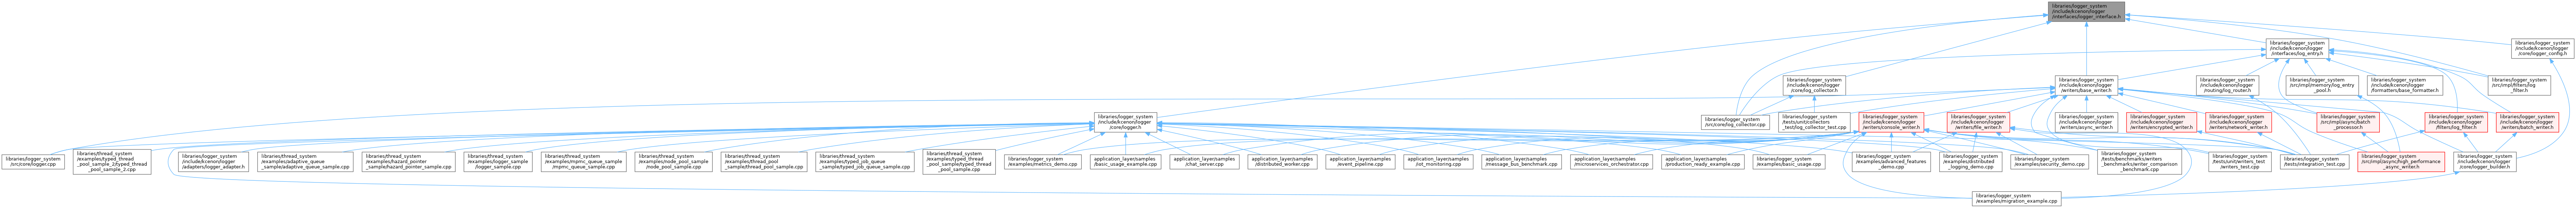 libraries/logger_system
/include/kcenon/logger
/interfaces/logger_interface.h
libraries/logger_system
/include/kcenon/logger
/core/logger_config.h
libraries/logger_system
/include/kcenon/logger
/interfaces/log_entry.h
libraries/logger_system
/include/kcenon/logger
/core/log_collector.h
libraries/logger_system
/include/kcenon/logger
/writers/base_writer.h
libraries/logger_system
/include/kcenon/logger
/routing/log_router.h
libraries/logger_system
/src/impl/memory/log_entry
_pool.h
libraries/logger_system
/include/kcenon/logger
/formatters/base_formatter.h
libraries/logger_system
/src/impl/filters/log
_filter.h
libraries/logger_system
/include/kcenon/logger
/core/logger.h
libraries/logger_system
/src/core/log_collector.cpp
libraries/logger_system
/tests/unit/collectors
_test/log_collector_test.cpp
libraries/logger_system
/include/kcenon/logger
/writers/console_writer.h
libraries/logger_system
/include/kcenon/logger
/writers/file_writer.h
libraries/logger_system
/include/kcenon/logger
/writers/async_writer.h
libraries/logger_system
/include/kcenon/logger
/writers/encrypted_writer.h
libraries/logger_system
/include/kcenon/logger
/writers/network_writer.h
libraries/logger_system
/src/impl/async/batch
_processor.h
libraries/logger_system
/include/kcenon/logger
/filters/log_filter.h
libraries/logger_system
/include/kcenon/logger
/writers/batch_writer.h
libraries/logger_system
/src/core/logger.cpp
libraries/thread_system
/examples/typed_thread
_pool_sample_2/typed_thread
_pool_sample_2.cpp
libraries/logger_system
/include/kcenon/logger
/adapters/logger_adapter.h
libraries/thread_system
/examples/adaptive_queue
_sample/adaptive_queue_sample.cpp
libraries/thread_system
/examples/hazard_pointer
_sample/hazard_pointer_sample.cpp
libraries/thread_system
/examples/logger_sample
/logger_sample.cpp
libraries/thread_system
/examples/mpmc_queue_sample
/mpmc_queue_sample.cpp
libraries/thread_system
/examples/node_pool_sample
/node_pool_sample.cpp
libraries/thread_system
/examples/thread_pool
_sample/thread_pool_sample.cpp
libraries/thread_system
/examples/typed_job_queue
_sample/typed_job_queue_sample.cpp
libraries/thread_system
/examples/typed_thread
_pool_sample/typed_thread
_pool_sample.cpp
libraries/logger_system
/examples/metrics_demo.cpp
application_layer/samples
/basic_usage_example.cpp
application_layer/samples
/chat_server.cpp
application_layer/samples
/distributed_worker.cpp
application_layer/samples
/event_pipeline.cpp
application_layer/samples
/iot_monitoring.cpp
application_layer/samples
/message_bus_benchmark.cpp
application_layer/samples
/microservices_orchestrator.cpp
application_layer/samples
/production_ready_example.cpp
libraries/logger_system
/examples/basic_usage.cpp
libraries/logger_system
/examples/advanced_features
_demo.cpp
libraries/logger_system
/examples/distributed
_logging_demo.cpp
libraries/logger_system
/examples/security_demo.cpp
libraries/logger_system
/tests/benchmarks/writers
_benchmarks/writer_comparison
_benchmark.cpp
libraries/logger_system
/tests/unit/writers_test
/writers_test.cpp
libraries/logger_system
/tests/integration_test.cpp
libraries/logger_system
/src/impl/async/high_performance
_async_writer.h
libraries/logger_system
/include/kcenon/logger
/core/logger_builder.h
libraries/logger_system
/examples/migration_example.cpp